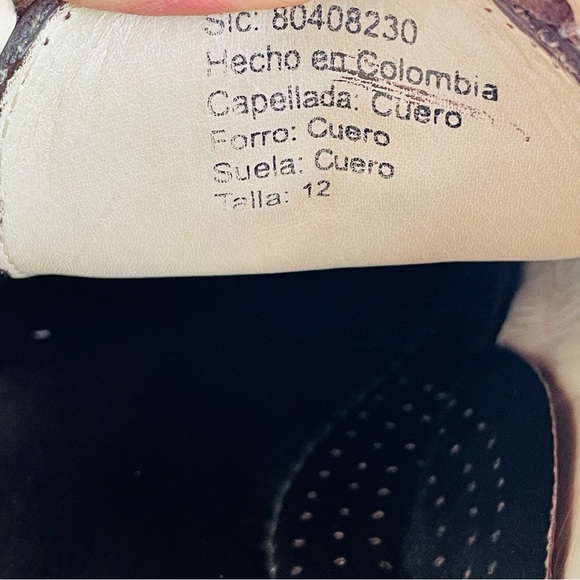 Sic: 80408230
Hecho en Colombia
Capellada: Cuero
Forro: Cuero
Suela: Cuero
Talla: 12